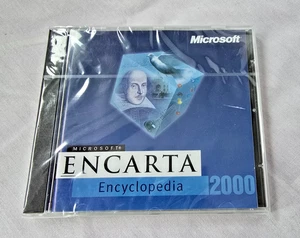 Microsoft
MICROSOFT®
ENCARTA
Encyclopedia
2000